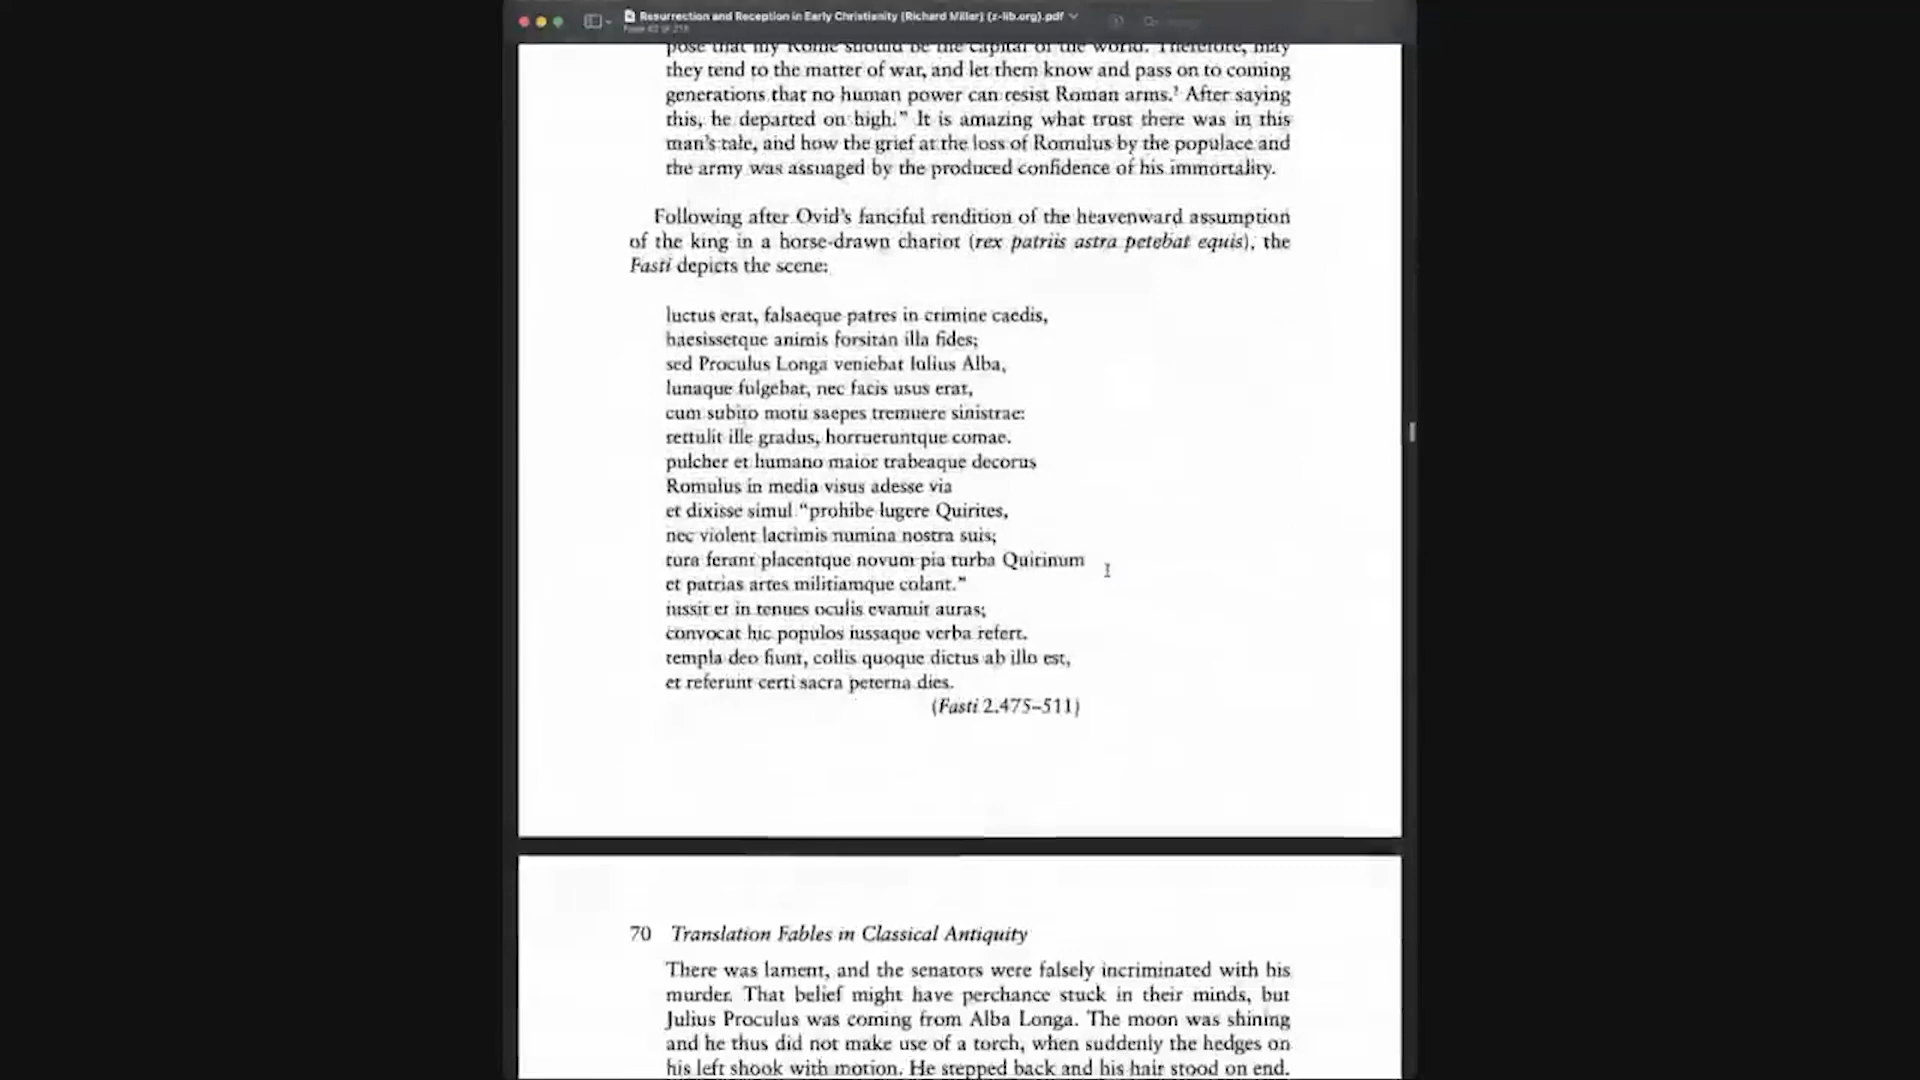 Resurrection and Reception in Early Christianity (Richard Miller) (z-lib.org).pdf
pose that my Rome should be the capital of the world. Therefore, may
they tend to the matter of war, and let them know and pass on to coming
generations that no human power can resist Roman arms.' After saying
this, he departed on high." It is amazing what trust there was in this
man's tale, and how the grief at the loss of Romulus by the populace and
the army was assuaged by the produced confidence of his immortality.
Following after Ovid's fanciful rendition of the heavenward assumption
of the king in a horse-drawn chariot (rex patriis astra petebat equis), the
Fasti depicts the scene:
luctus erat, falsaeque patres in crimine caedis,
haesissetque animis forsitan illa fides;
sed Proculus Longa veniebat Iulius Alba,
lunaque fulgebat, nec facis usus erat,
cum subito motu saepes tremuere sinistrae:
rettulit ille gradus, horrueruntque comae.
pulcher et humano maior trabeaque decorus
Romulus in media visus adesse via
et dixisse simul "prohibe lugere Quirites,
nec violent lacrimis numina nostra suis;
tura ferant placentque novum pia turba Quirinum
et patrias artes militiamque colant."
iussit et in tenues oculis evanuit auras;
convocat hic populos iussaque verba refert.
templa deo fiunt, collis quoque dictus ab illo est,
et referunt certi sacra peterna dies.
(Fasti 2.475–511)
70 Translation Fables in Classical Antiquity
There was lament, and the senators were falsely incriminated with his
murder. That belief might have perchance stuck in their minds, but
Julius Proculus was coming from Alba Longa. The moon was shining
and he thus did not make use of a torch, when suddenly the hedges on
his left shook with motion. He stepped back and his hair stood on end.